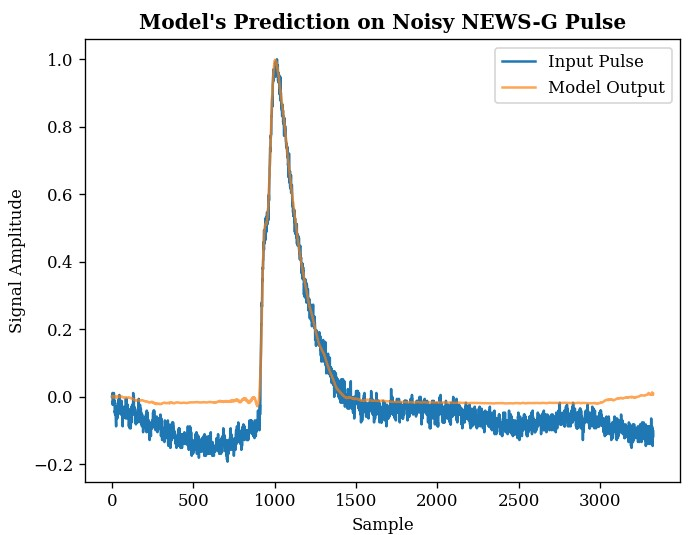 Model's Prediction on Noisy NEWS-G Pulse
Input Pulse
Model Output
Signal Amplitude
1.0
0.8
0.6
0.4
0.2
0.0
−0.2
0 500 1000 1500 2000 2500 3000
Sample